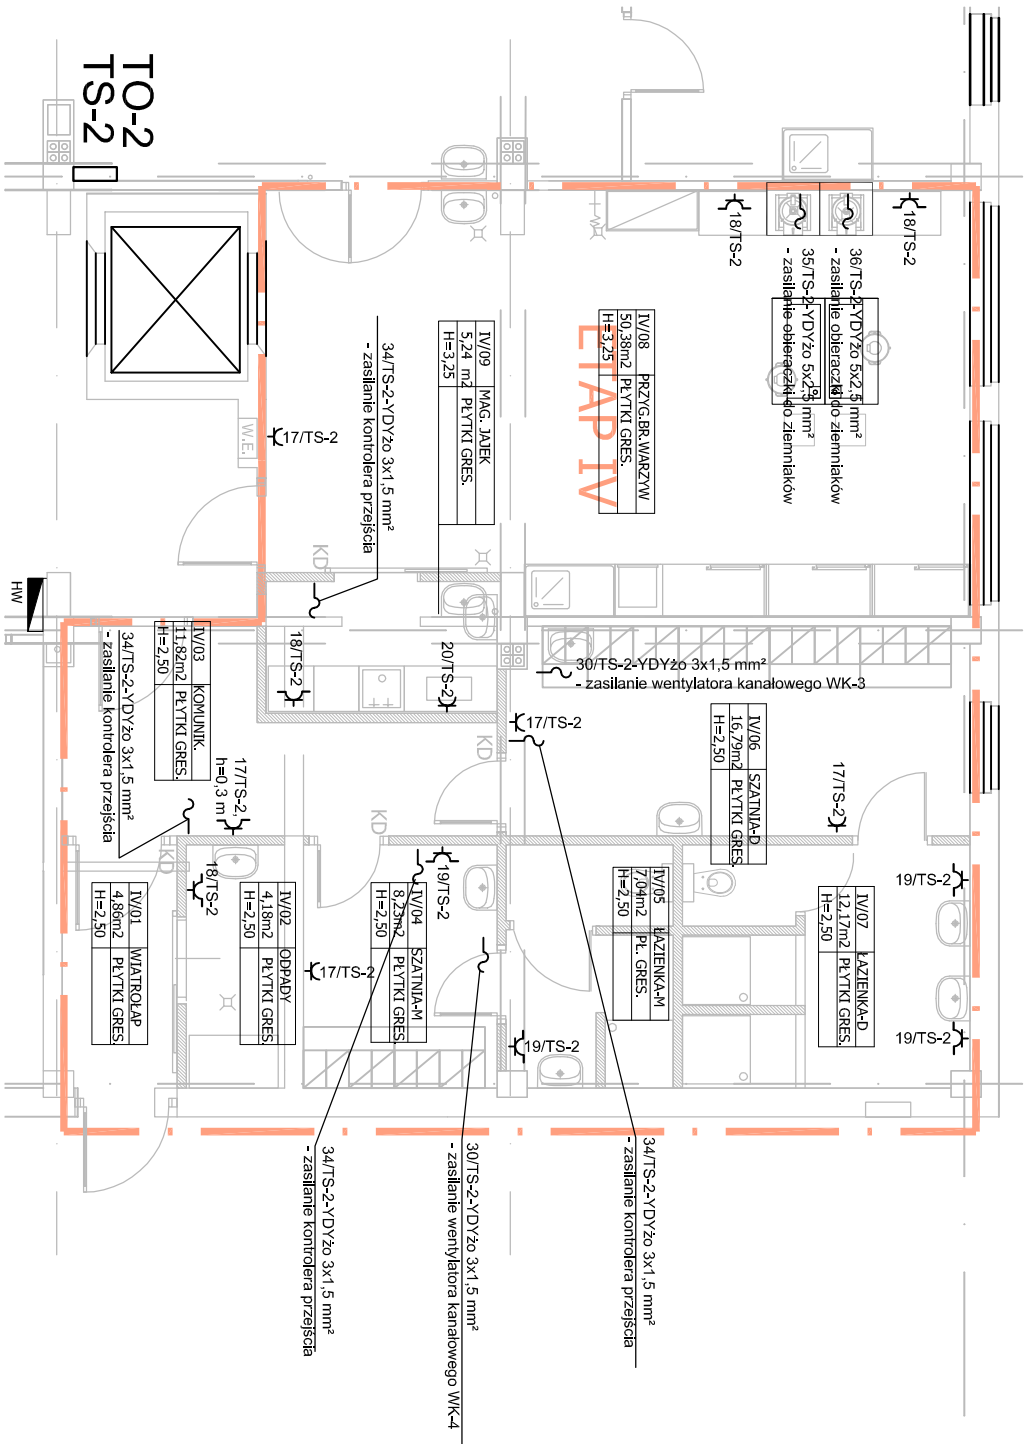 TO-2
TS-2
18/TS-2
18/TS-2
36/TS-2-YDYżo 5x2,5 mm²
- zasilanie obieraczki do ziemniaków
35/TS-2-YDYżo 5x2,5 mm²
- zasilanie obieraczki do ziemniaków
ETAP IV
IV/08 PRZYG.BR.WARZYW
50,38m2 PŁYTKI GRES.
H=3,25
IV/09 MAG. JAJEK
5,24 m2 PŁYTKI GRES.
H=3,25
34/TS-2-YDYżo 3x1,5 mm²
- zasilanie kontrolera przejścia
17/TS-2
W.E.
KD
HW
34/TS-2-YDYżo 3x1,5 mm²
- zasilanie kontrolera przejścia
IV/03 KOMUNIK.
11,82m2 PŁYTKI GRES.
H=2,50
18/TS-2
20/TS-2
30/TS-2-YDYżo 3x1,5 mm²
- zasilanie wentylatora kanałowego WK-3
17/TS-2
KD
IV/06 SZATNIA-D
16,79m2 PŁYTKI GRES.
H=2,50
17/TS-2
17/TS-2,
h=0,3 m
KD
KD
18/TS-2
19/TS-2
19/TS-2
IV/01 WIATROŁAP
4,86m2 PŁYTKI GRES.
H=2,50
IV/02 ODPADY
4,18m2 PŁYTKI GRES.
H=2,50
17/TS-2
IV/04 SZATNIA-M
8,23m2 PŁYTKI GRES.
H=2,50
IV/05 ŁAZIENKA-M
7,04m2 PŁ. GRES.
H=2,50
IV/07 ŁAZIENKA-D
12,17m2 PŁYTKI GRES.
H=2,50
19/TS-2
19/TS-2
34/TS-2-YDYżo 3x1,5 mm²
- zasilanie kontrolera przejścia
30/TS-2-YDYżo 3x1,5 mm²
- zasilanie wentylatora kanałowego WK-4
34/TS-2-YDYżo 3x1,5 mm²
- zasilanie kontrolera przejścia